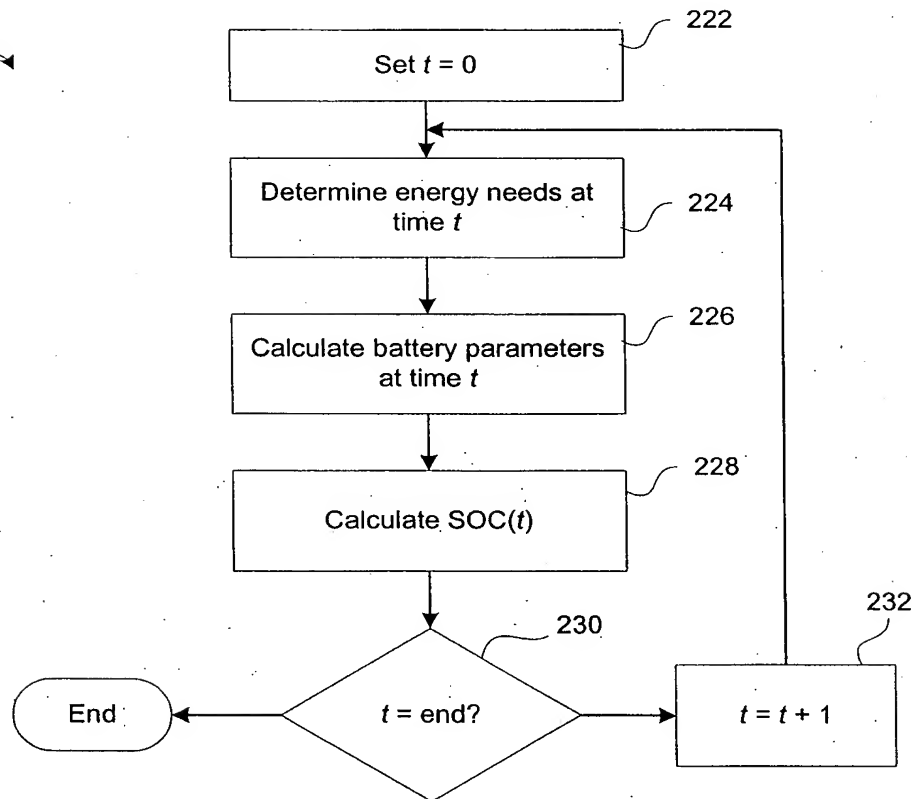 222
Set t = 0
Determine energy needs at
time t
224
226
Calculate battery parameters
at time t
228
Calculate SOC(t)
230
232
End
t = end?
t = t + 1